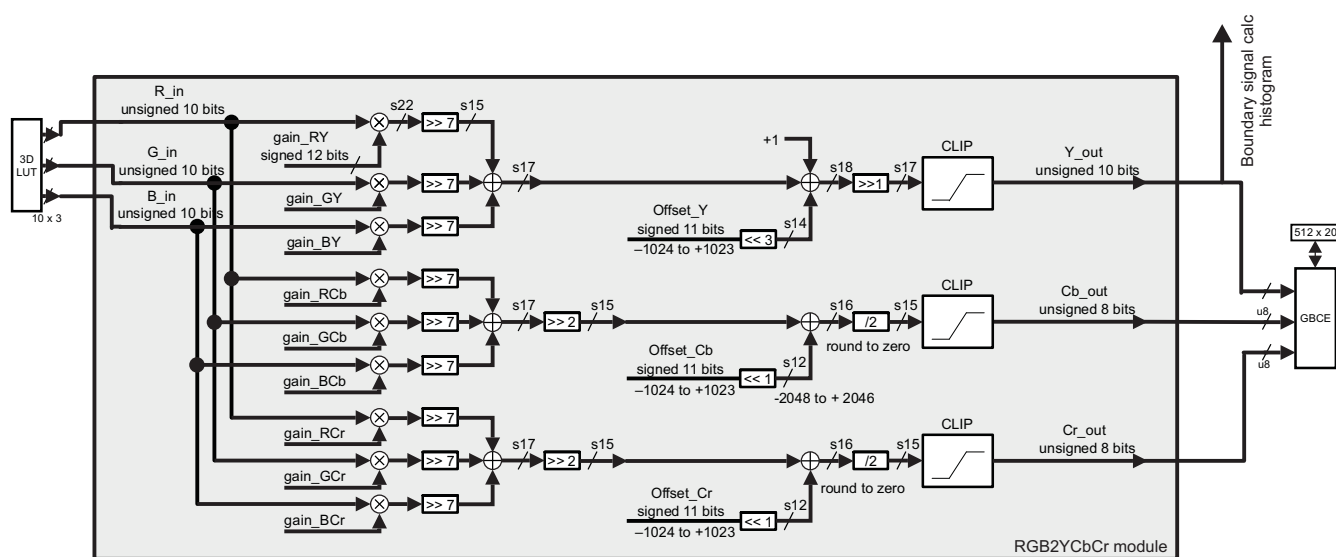 Boundary signal calc
histogram
R_in
unsigned 10 bits
s22
>> 7
s15
gain_RY
signed 12 bits
3D
LUT
10 x 3
G_in
unsigned 10 bits
>> 7
s17
gain_GY
B_in
unsigned 10 bits
>> 7
gain_BY
+1
s18
>>1
s17
CLIP
Y_out
unsigned 10 bits
Offset_Y
signed 11 bits
–1024 to +1023
<< 3
s14
>> 7
gain_RCb
>> 7
s17
>> 2
s15
gain_GCb
>> 7
gain_BCb
s16
/2
s15
round to zero
CLIP
Cb_out
unsigned 8 bits
Offset_Cb
signed 11 bits
–1024 to +1023
<< 1
s12
-2048 to + 2046
512 x 20
GBCE
u8
u8
>> 7
gain_RCr
>> 7
s17
>> 2
s15
gain_GCr
>> 7
gain_BCr
s16
/2
s15
round to zero
CLIP
Cr_out
unsigned 8 bits
Offset_Cr
signed 11 bits
–1024 to +1023
<< 1
s12
RGB2YCbCr module